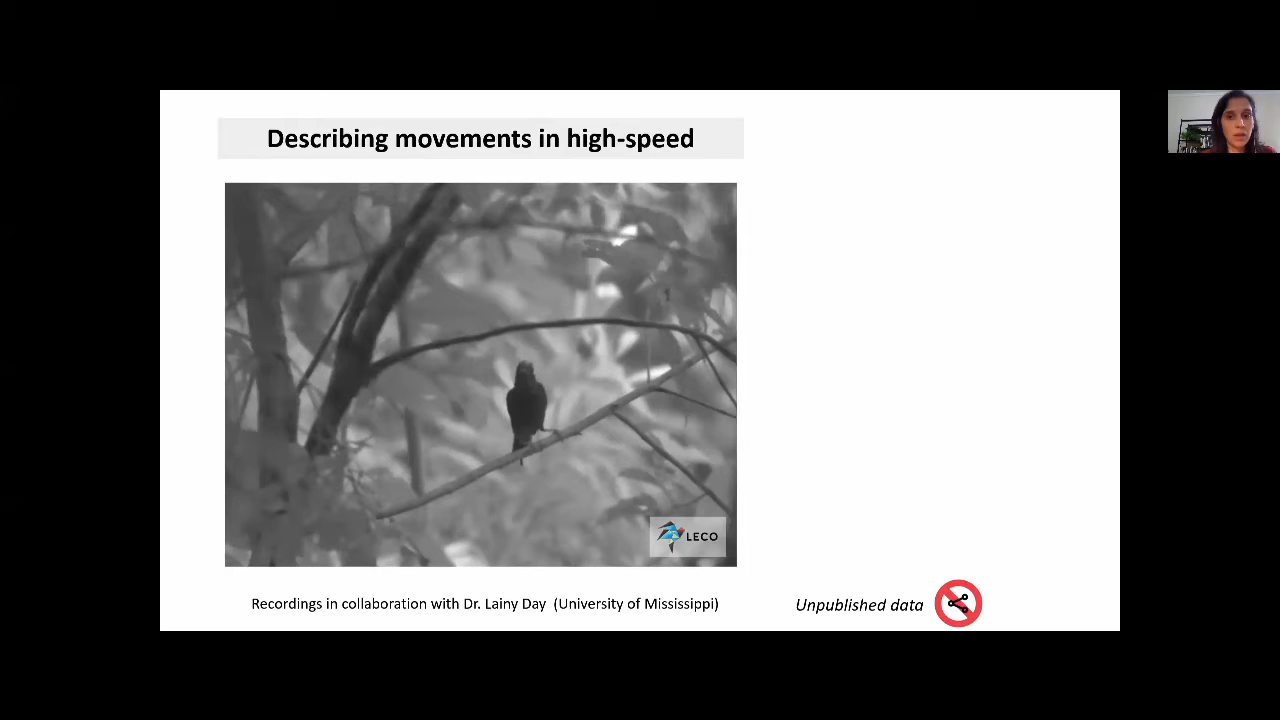 Describing movements in high-speed
LECO
Recordings in collaboration with Dr. Lainy Day (University of Mississippi)
Unpublished data